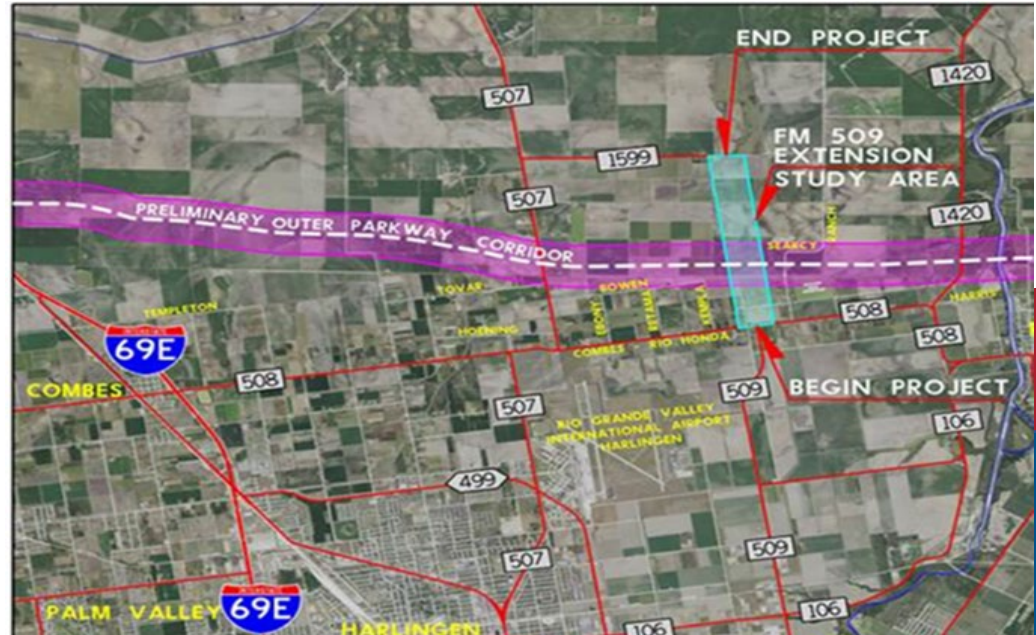 END PROJECT
1420
507
FM 509
EXTENSION
STUDY AREA
1599
507
1420
PRELIMINARY OUTER PARKWAY CORRIDOR
RANCH
SEARCY
TOVAR
BOWEN
HARRIS
TEMPLETON
EBONY
RETAMA
KENPLA
508
HOENING
COMBES RIO HONDA
508
69E
COMBES
508
BEGIN PROJECT
509
507
106
RIO GRANDE VALLEY
INTERNATIONAL AIRPORT
HARLINGEN
499
507
509
PALM VALLEY
69E
HARLINGEN
106
106